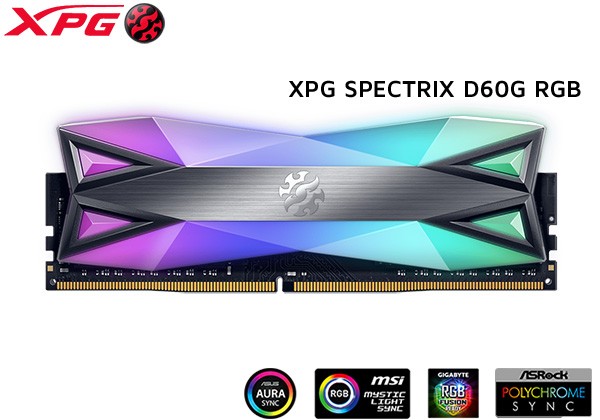 XPG
XPG SPECTRIX D60G RGB
ASUS
AURA
SYNC
RGB
msi
MYSTIC
LIGHT
SYNC
GIGABYTE
RGB
FUSION
READY
ASRock
POLYCHROME
SYNC